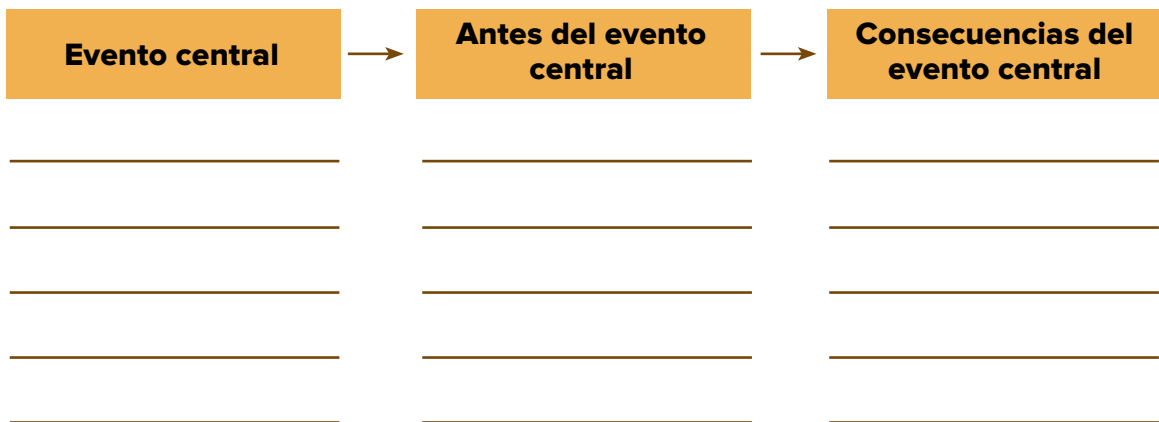 Evento central
Antes del evento
central
Consecuencias del
evento central